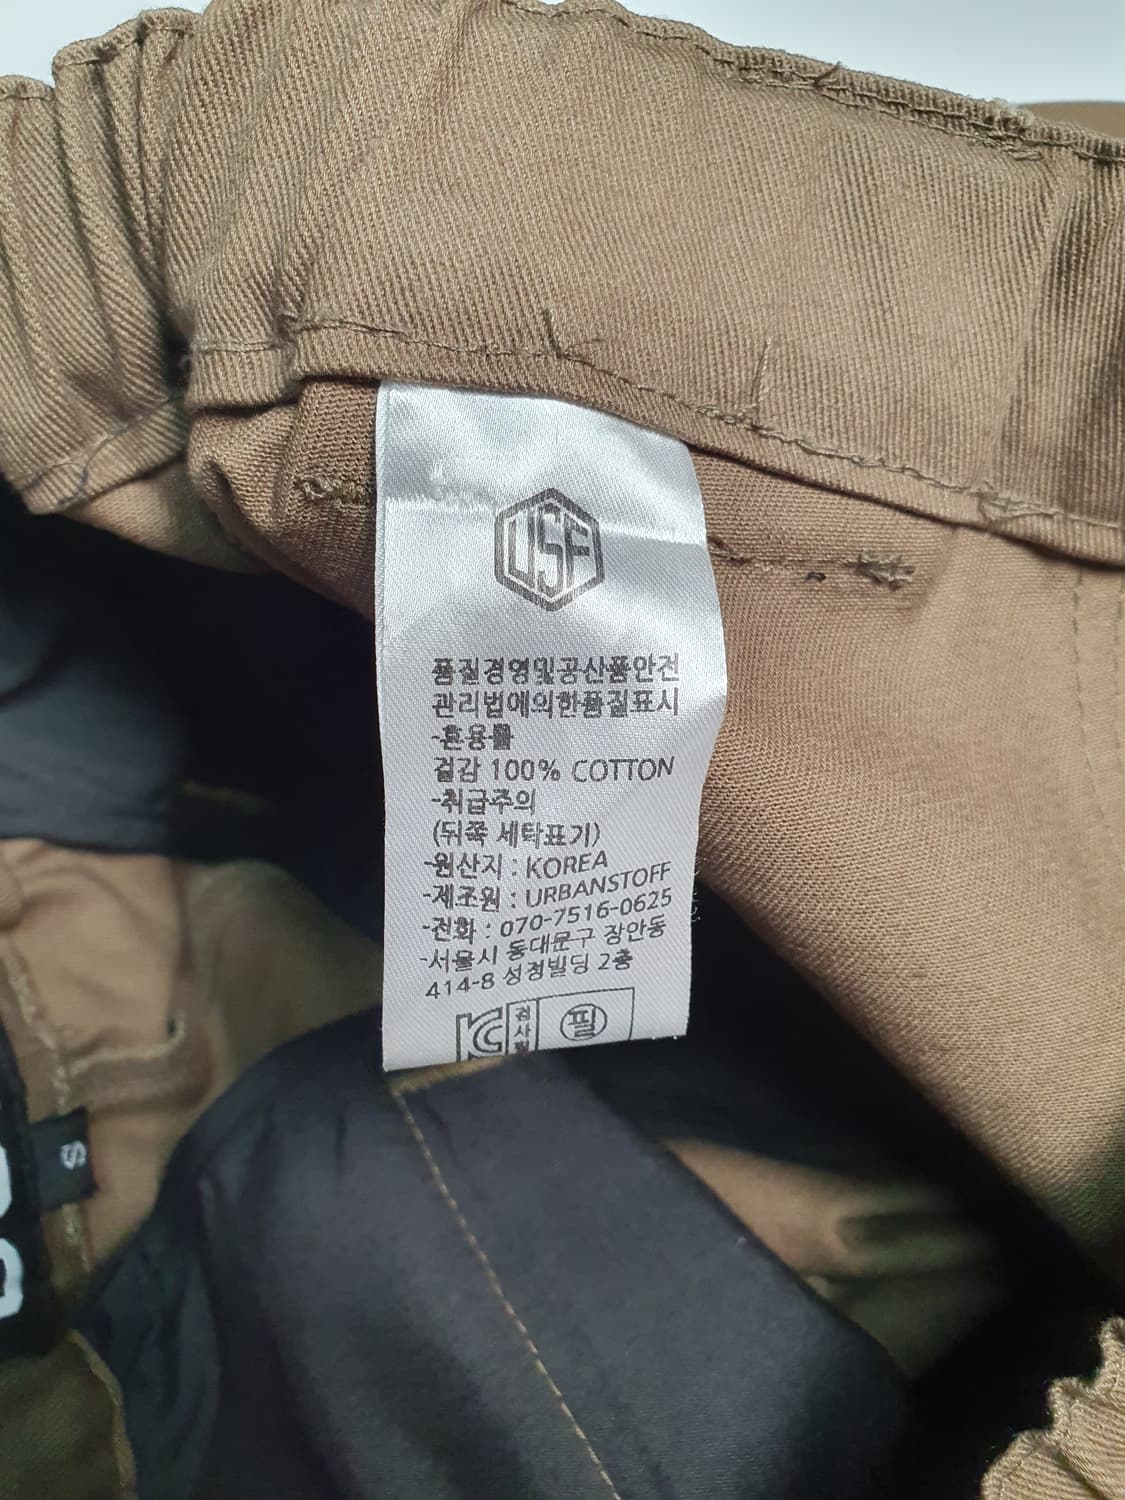 USF
품질경영및공산품안전
관리법에의한품질표시
-혼용률
겉감 100% COTTON
-취급주의
(뒤쪽 세탁표기)
-원산지 : KOREA
-제조원 : URBANSTOFF
-전화 : 070-7516-0625
-서울시 동대문구 장안동
414-8 성정빌딩 2층
검사필
필
S